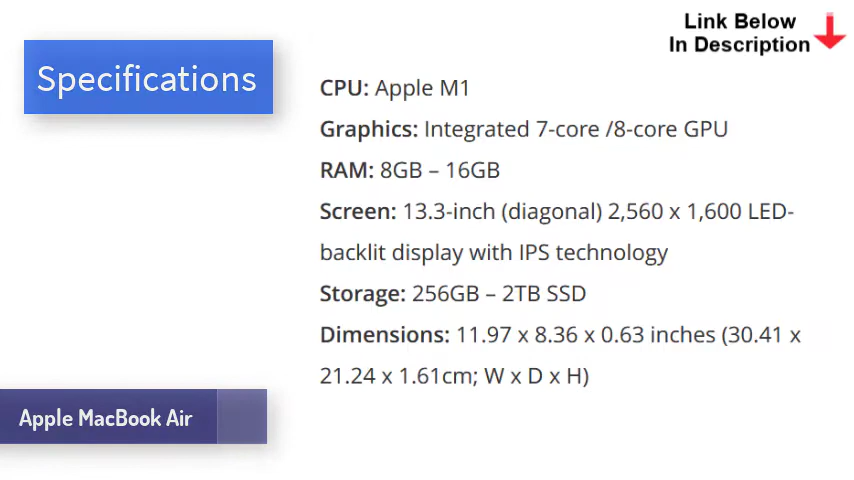 Link Below
In Description
Specifications
CPU: Apple M1
Graphics: Integrated 7-core /8-core GPU
RAM: 8GB – 16GB
Screen: 13.3-inch (diagonal) 2,560 x 1,600 LED-
backlit display with IPS technology
Storage: 256GB – 2TB SSD
Dimensions: 11.97 x 8.36 x 0.63 inches (30.41 x
21.24 x 1.61cm; W x D x H)
Apple MacBook Air